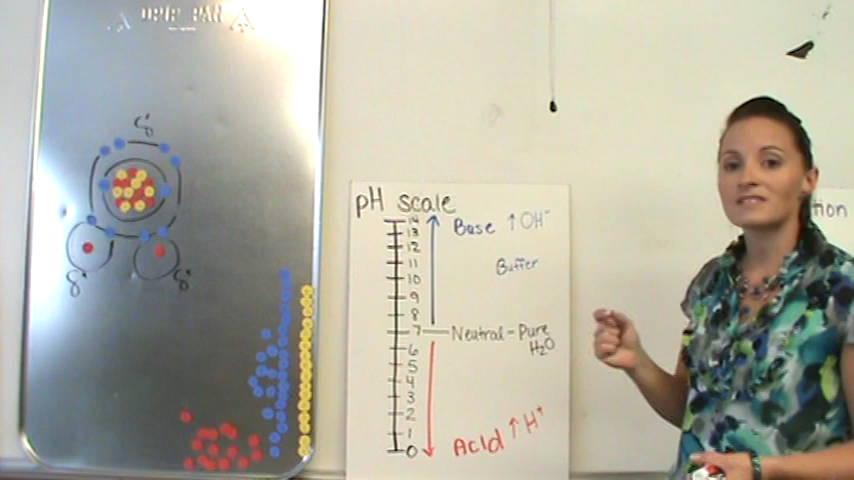 pH scale
14
13
12
11
10
9
8
7
6
5
4
3
2
1
0
Base ↑ OH⁻
Buffer
Neutral - Pure
H₂O
Acid ↑ H⁺
tion